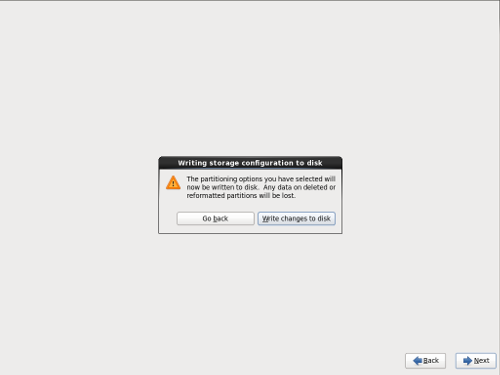 Writing storage configuration to disk
The partitioning options you have selected will
now be written to disk.  Any data on deleted or
reformatted partitions will be lost.
Go back
Write changes to disk
Back
Next